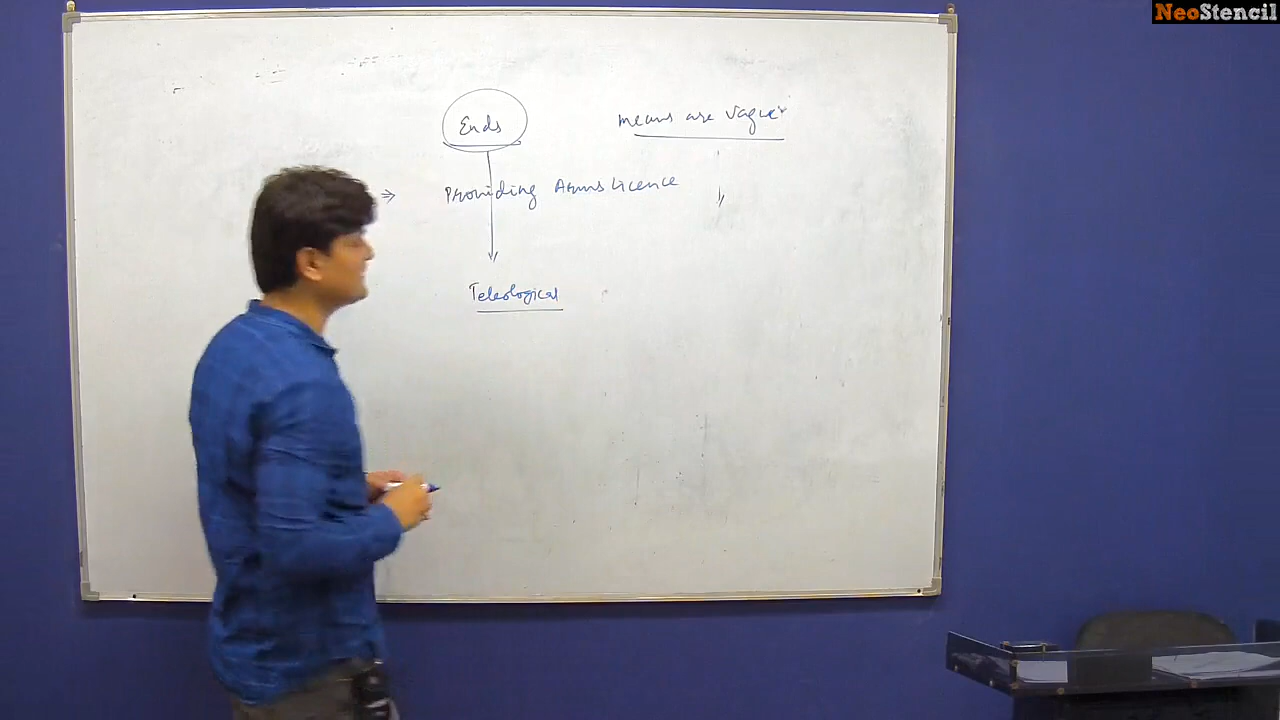 NeoStencil
Ends
means are vague
⇒ Providing Arms Licence
Teleological